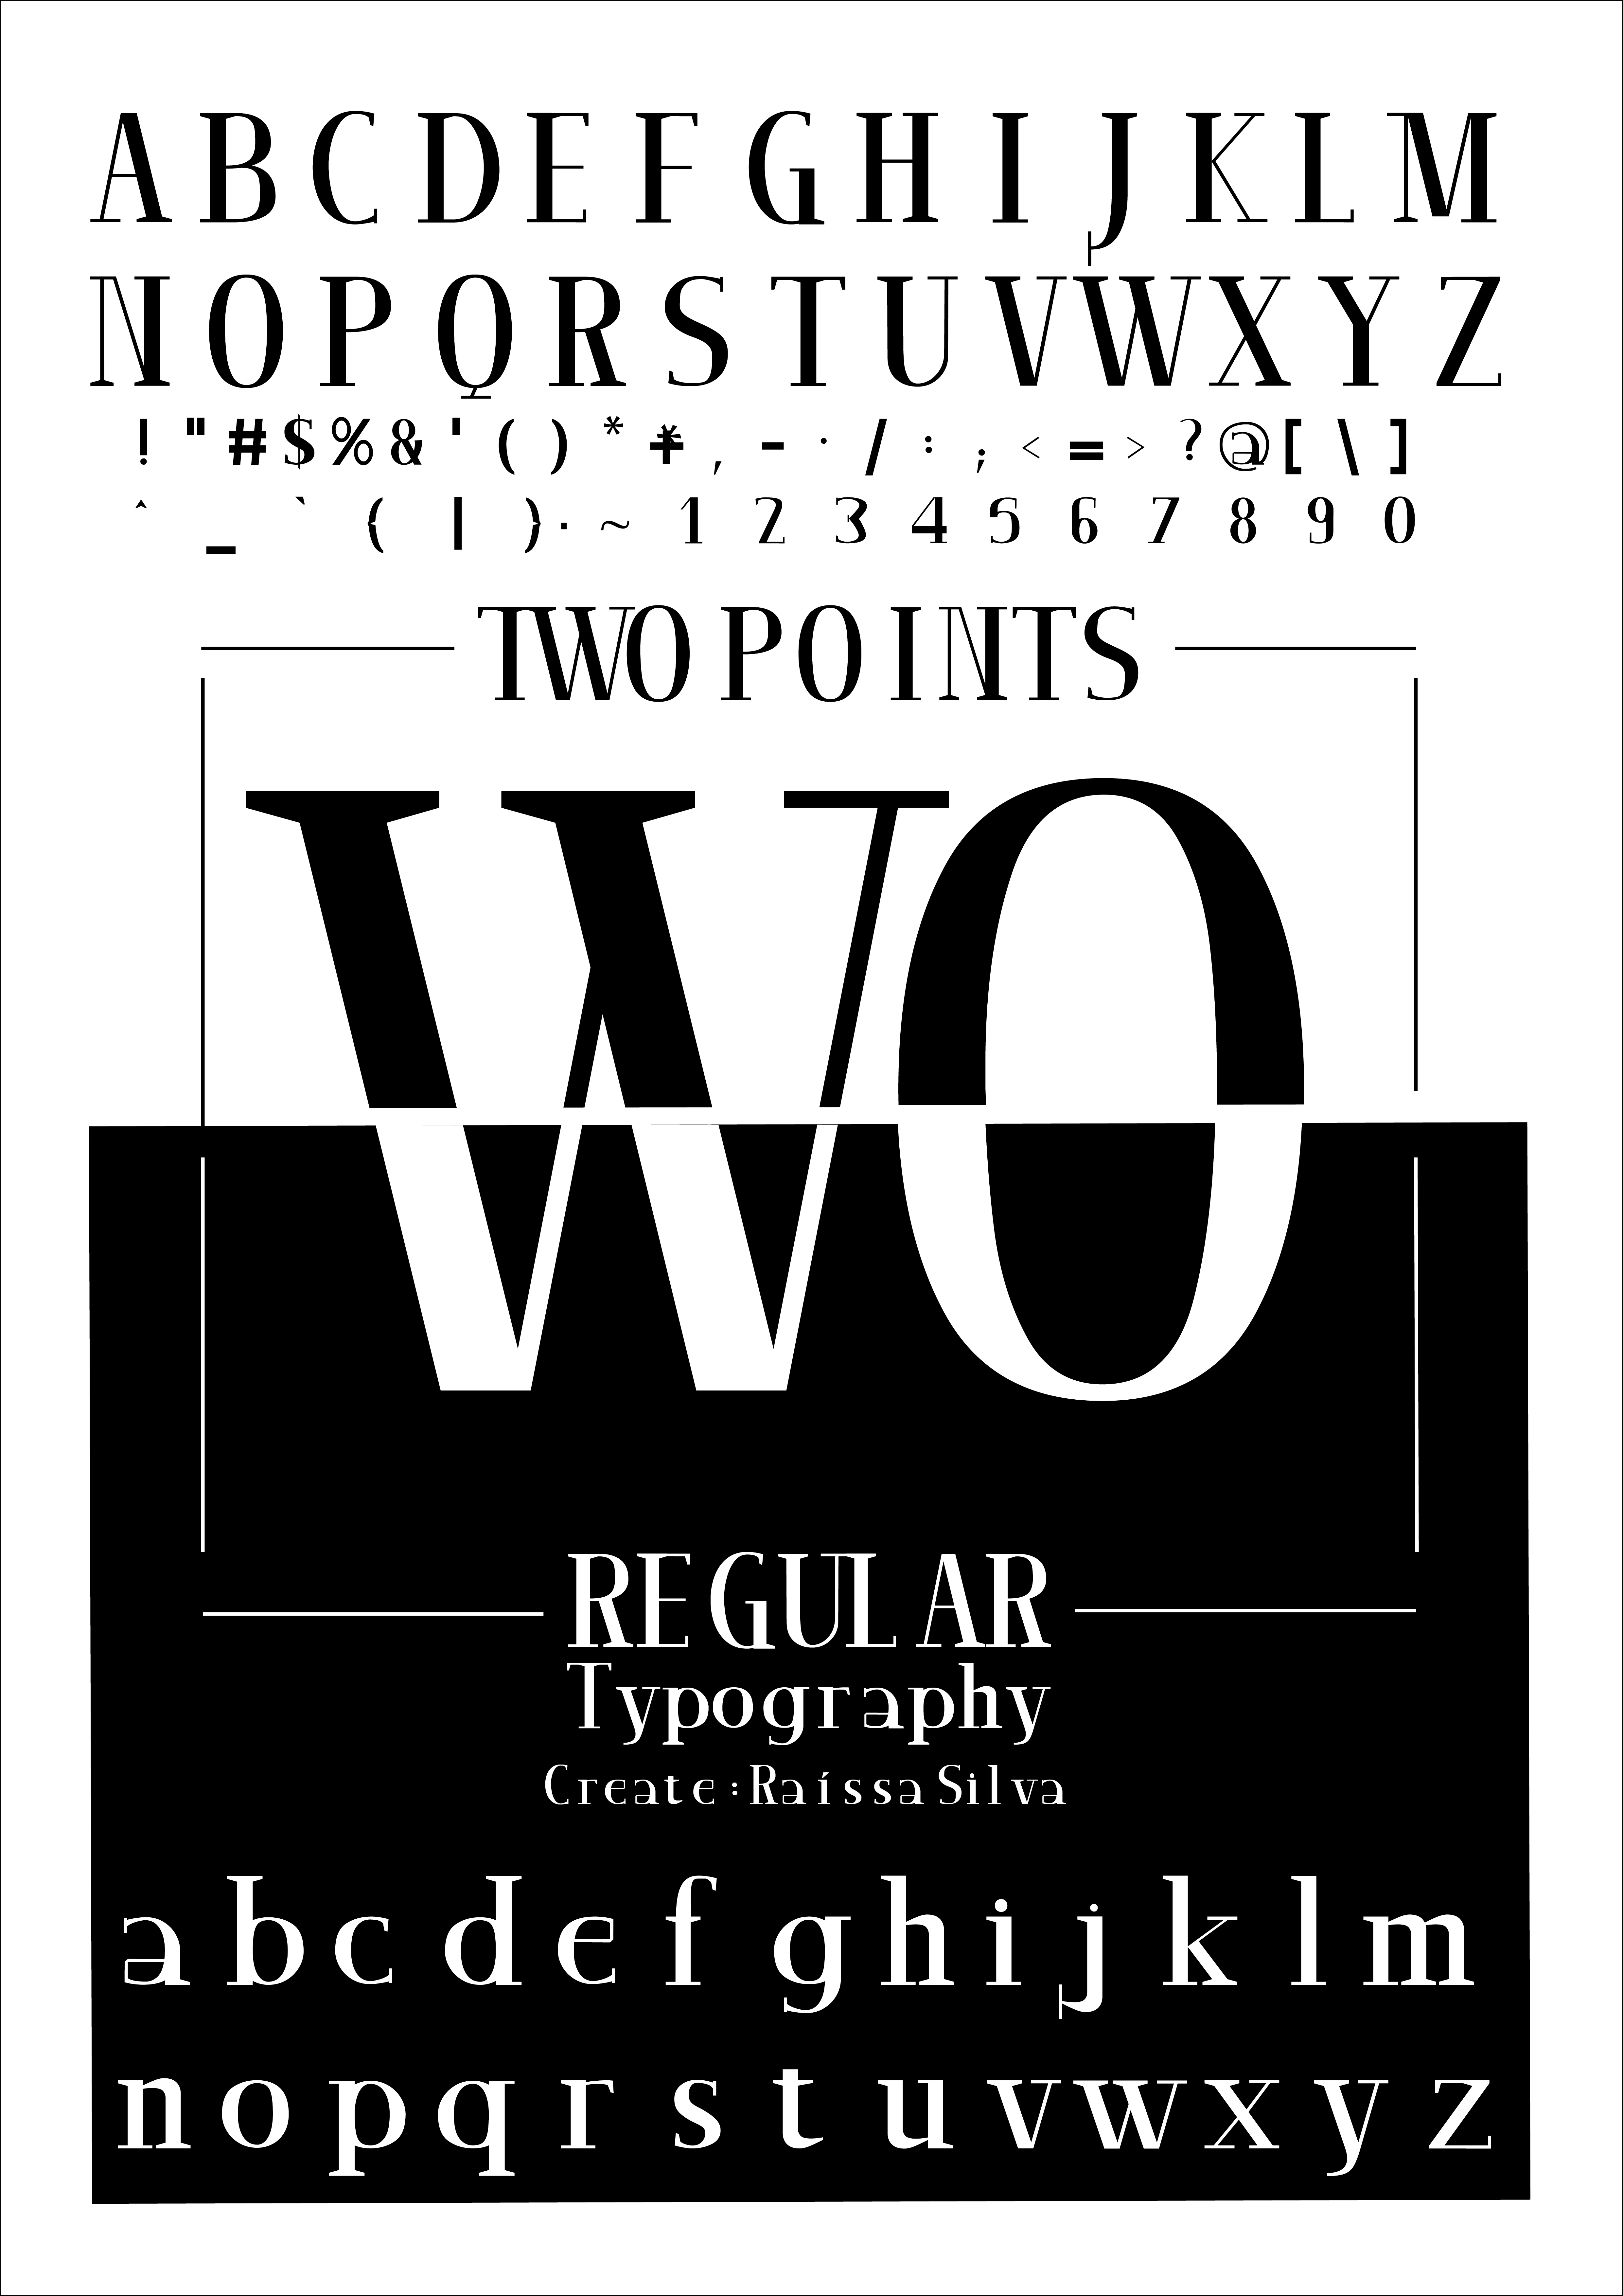 A B C D E F G H I J K L M
N O P Q R S T U V W X Y Z
! " # $ % & ' ( ) * + , - . / : ; < = > ? @ [ \ ]
^ _ ` { | } · ~ 1 2 3 4 5 6 7 8 9 0
TWO POINTS
WO
REGULAR
Typography
Create : Raíssa Silva
a b c d e f g h i j k l m
n o p q r s t u v w x y z